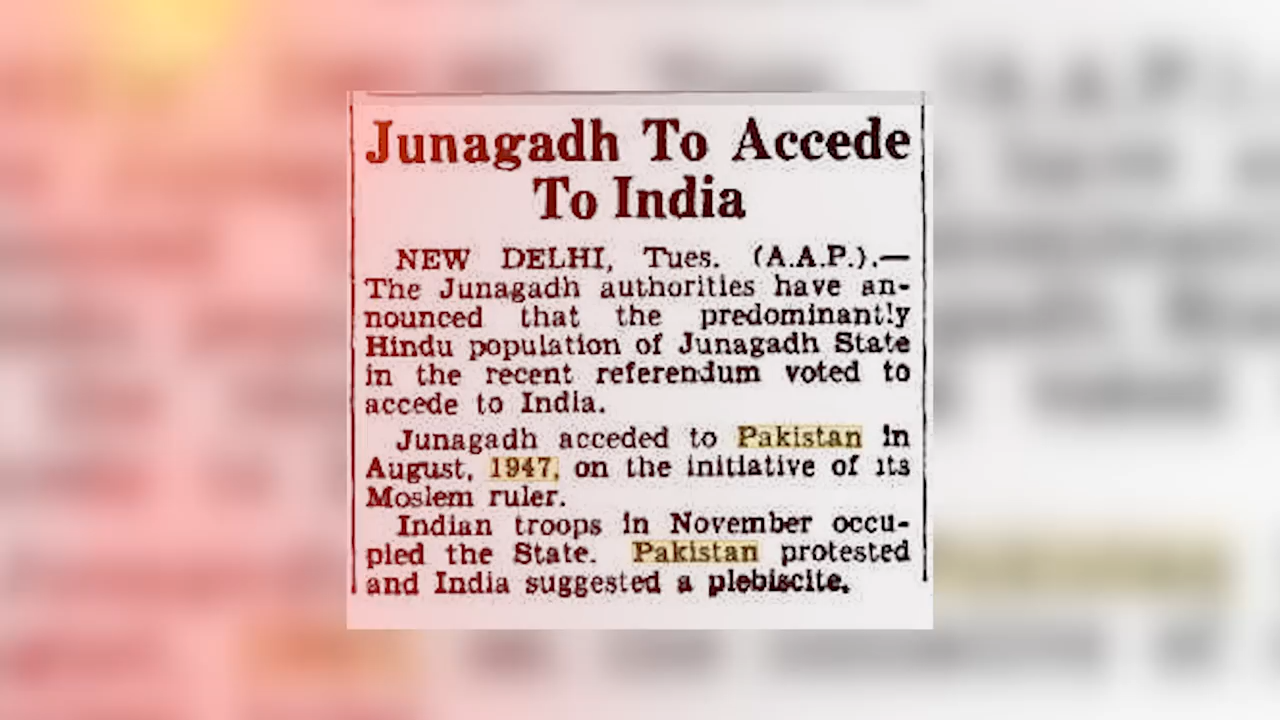 Junagadh To Accede
To India
NEW DELHI, Tues. (A.A.P.).—
The Junagadh authorities have an-
nounced that the predominantly
Hindu population of Junagadh State
in the recent referendum voted to
accede to India.
Junagadh acceded to Pakistan in
August, 1947, on the initiative of its
Moslem ruler.
Indian troops in November occu-
pied the State. Pakistan protested
and India suggested a plebiscite.